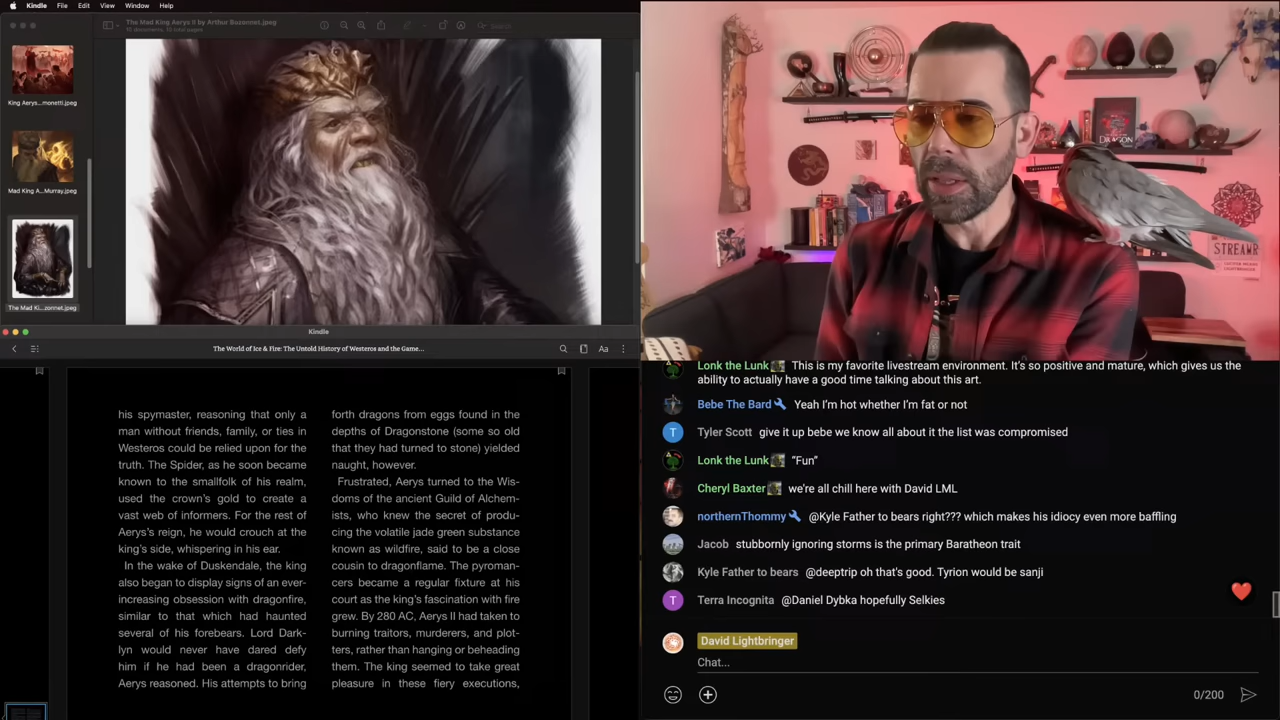 Kindle File Edit View Window Help
The Mad King Aerys II by Arthur Bozonnet.jpeg
King Aerys...monetti.jpeg
Mad King A...Murray.jpeg
The Mad Ki...zonnet.jpeg
Kindle
The World of Ice & Fire: The Untold History of Westeros and the Game...
Aa
his spymaster, reasoning that only a
man without friends, family, or ties in
Westeros could be relied upon for the
truth. The Spider, as he soon became
known to the smallfolk of his realm,
used the crown's gold to create a
vast web of informers. For the rest of
Aerys's reign, he would crouch at the
king's side, whispering in his ear.
In the wake of Duskendale, the king
also began to display signs of an ever-
increasing obsession with dragonfire,
similar to that which had haunted
several of his forebears. Lord Dark-
lyn would never have dared defy
him if he had been a dragonrider,
Aerys reasoned. His attempts to bring
forth dragons from eggs found in the
depths of Dragonstone (some so old
that they had turned to stone) yielded
naught, however.
Frustrated, Aerys turned to the Wis-
doms of the ancient Guild of Alchem-
ists, who knew the secret of produ-
cing the volatile jade green substance
known as wildfire, said to be a close
cousin to dragonflame. The pyroman-
cers became a regular fixture at his
court as the king's fascination with fire
grew. By 280 AC, Aerys II had taken to
burning traitors, murderers, and plot-
ters, rather than hanging or beheading
them. The king seemed to take great
pleasure in these fiery executions,
DRAGON
STREAMR
Lonk the Lunk This is my favorite livestream environment. It's so positive and mature, which gives us the
ability to actually have a good time talking about this art.
Bebe The Bard Yeah I'm hot whether I'm fat or not
T Tyler Scott give it up bebe we know all about it the list was compromised
Lonk the Lunk “Fun”
Cheryl Baxter we're all chill here with David LML
northernThommy @Kyle Father to bears right??? which makes his idiocy even more baffling
Jacob stubbornly ignoring storms is the primary Baratheon trait
Kyle Father to bears @deeptrip oh that's good. Tyrion would be sanji
T Terra Incognita @Daniel Dybka hopefully Selkies
David Lightbringer
Chat...
0/200